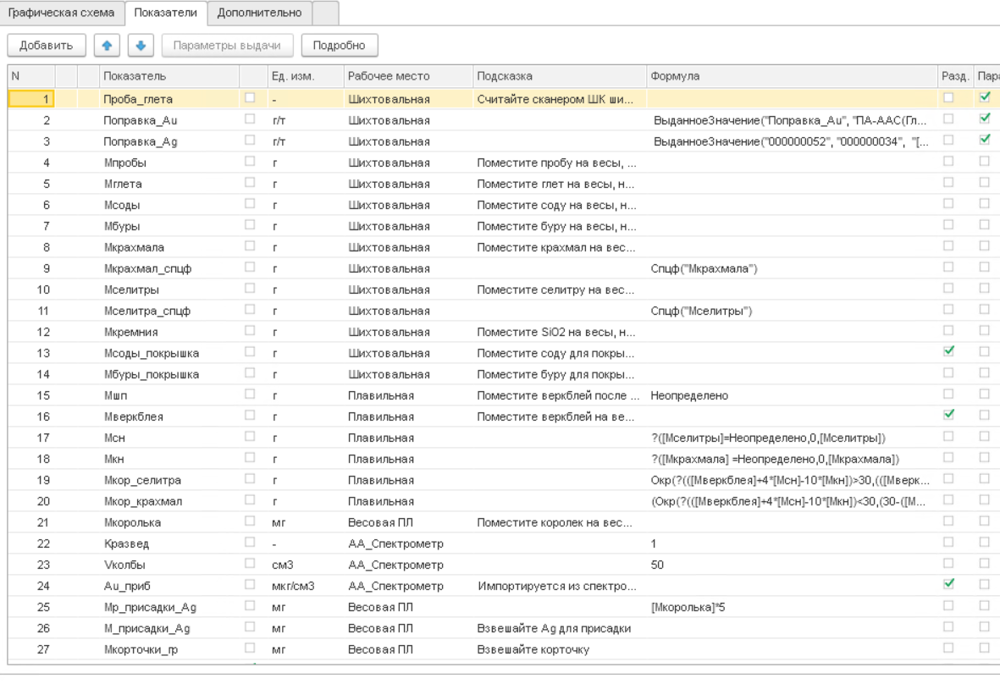 Графическая схема Показатели Дополнительно
Добавить Параметры выдачи Подробно
N Показатель Ед. изм. Рабочее место Подсказка Формула Разд. Пара
1 Проба_глета - Шихтовальная Считайте сканером ШК ши...
2 Поправка_Au г/т Шихтовальная ВыданноеЗначение("Поправка_Au", "ПА-ААС(Гл...
3 Поправка_Ag г/т Шихтовальная ВыданноеЗначение("000000052", "000000034", "[...
4 Мпробы г Шихтовальная Поместите пробу на весы, ...
5 Мглета г Шихтовальная Поместите глет на весы, н...
6 Мсоды г Шихтовальная Поместите соду на весы, н...
7 Мбуры г Шихтовальная Поместите буру на весы, н...
8 Мкрахмала г Шихтовальная Поместите крахмал на вес...
9 Мкрахмал_спцф г Шихтовальная Спцф("Мкрахмала")
10 Мселитры г Шихтовальная Поместите селитру на вес...
11 Мселитра_спцф г Шихтовальная Спцф("Мселитры")
12 Мкремния г Шихтовальная Поместите SiO2 на весы, н...
13 Мсоды_покрышка г Шихтовальная Поместите соду для покры...
14 Мбуры_покрышка г Шихтовальная Поместите буру для покры...
15 Мшп г Плавильная Поместите веркблей после ... Неопределено
16 Мверкблея г Плавильная Поместите веркблей на ве...
17 Мсн г Плавильная ?([Мселитры]=Неопределено,0,[Мселитры])
18 Мкн г Плавильная ?([Мкрахмала] =Неопределено,0,[Мкрахмала])
19 Мкор_селитра г Плавильная Окр(?(([Мверкблея]+4*[Мсн]-10*[Мкн])>30,(([Мверк...
20 Мкор_крахмал г Плавильная (Окр(?(([Мверкблея]+4*[Мсн]-10*[Мкн])<30,(30-([М...
21 Мкоролька мг Весовая ПЛ Поместите королек на вес...
22 Кразвед - АА_Спектрометр 1
23 Vколбы см3 АА_Спектрометр 50
24 Au_приб мкг/см3 АА_Спектрометр Импортируется из спектро...
25 Мр_присадки_Ag мг Весовая ПЛ [Мкоролька]*5
26 М_присадки_Ag мг Весовая ПЛ Взвешайте Ag для присадки
27 Мкорточки_гр мг Весовая ПЛ Взвешайте корточку